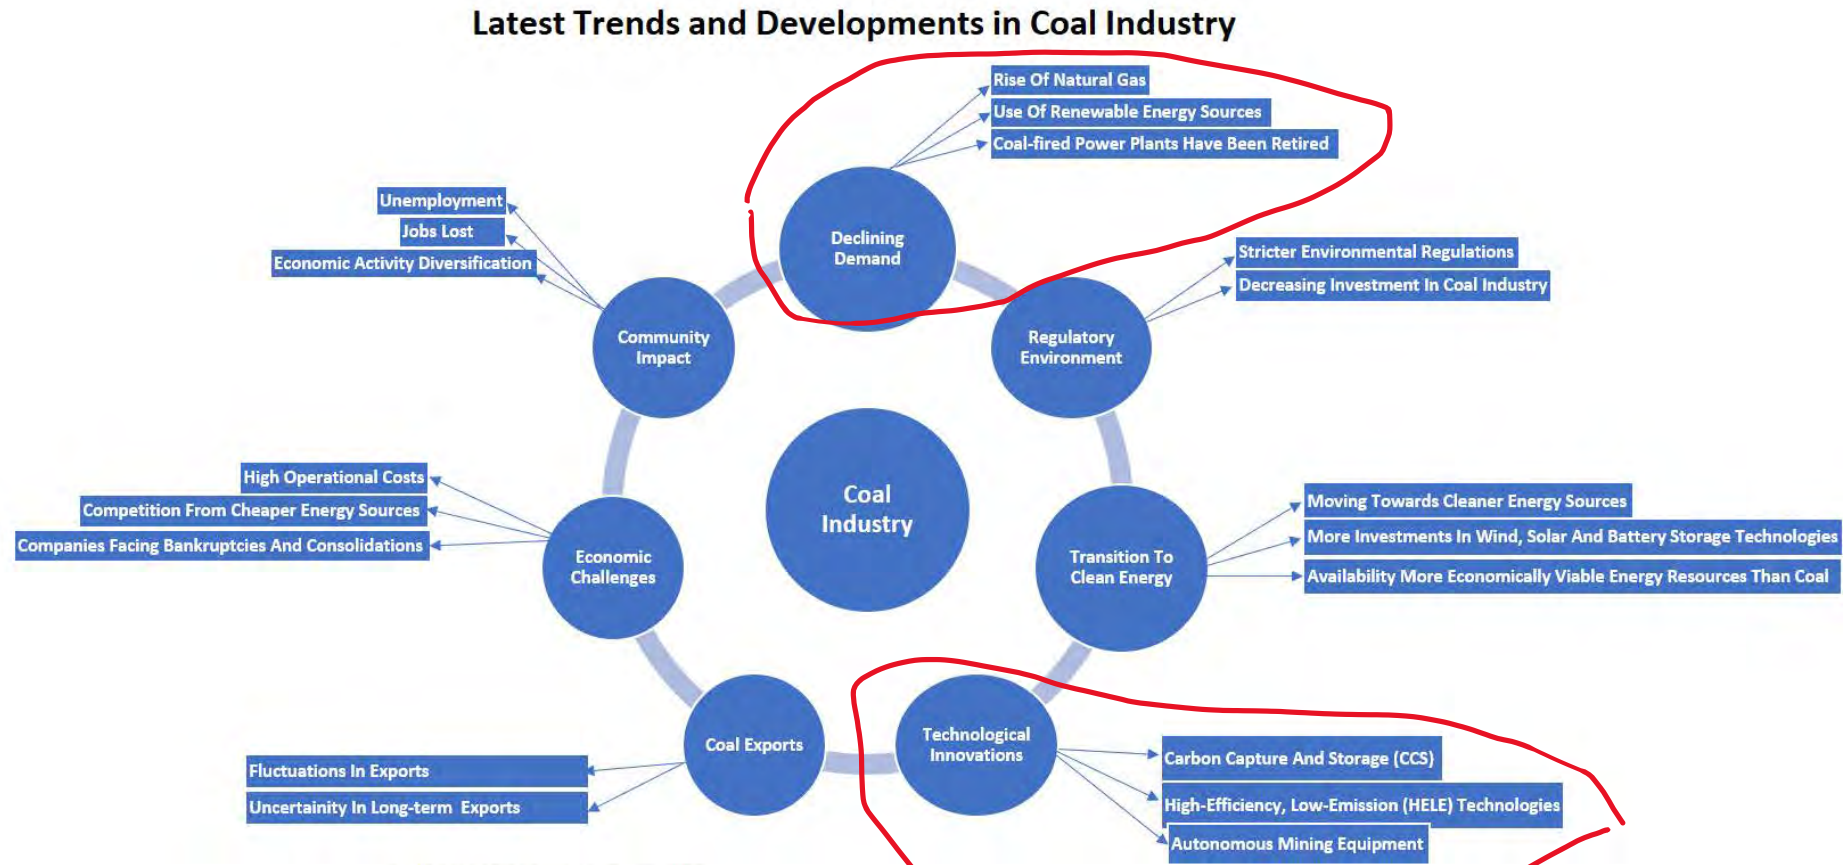 Latest Trends and Developments in Coal Industry
Rise Of Natural Gas
Use Of Renewable Energy Sources
Coal-fired Power Plants Have Been Retired
Declining
Demand
Stricter Environmental Regulations
Decreasing Investment In Coal Industry
Regulatory
Environment
Moving Towards Cleaner Energy Sources
More Investments In Wind, Solar And Battery Storage Technologies
Availability More Economically Viable Energy Resources Than Coal
Transition To
Clean Energy
Technological
Innovations
Carbon Capture And Storage (CCS)
High-Efficiency, Low-Emission (HELE) Technologies
Autonomous Mining Equipment
Coal Exports
Fluctuations In Exports
Uncertainity In Long-term Exports
Economic
Challenges
High Operational Costs
Competition From Cheaper Energy Sources
Companies Facing Bankruptcies And Consolidations
Community
Impact
Unemployment
Jobs Lost
Economic Activity Diversification
Coal
Industry